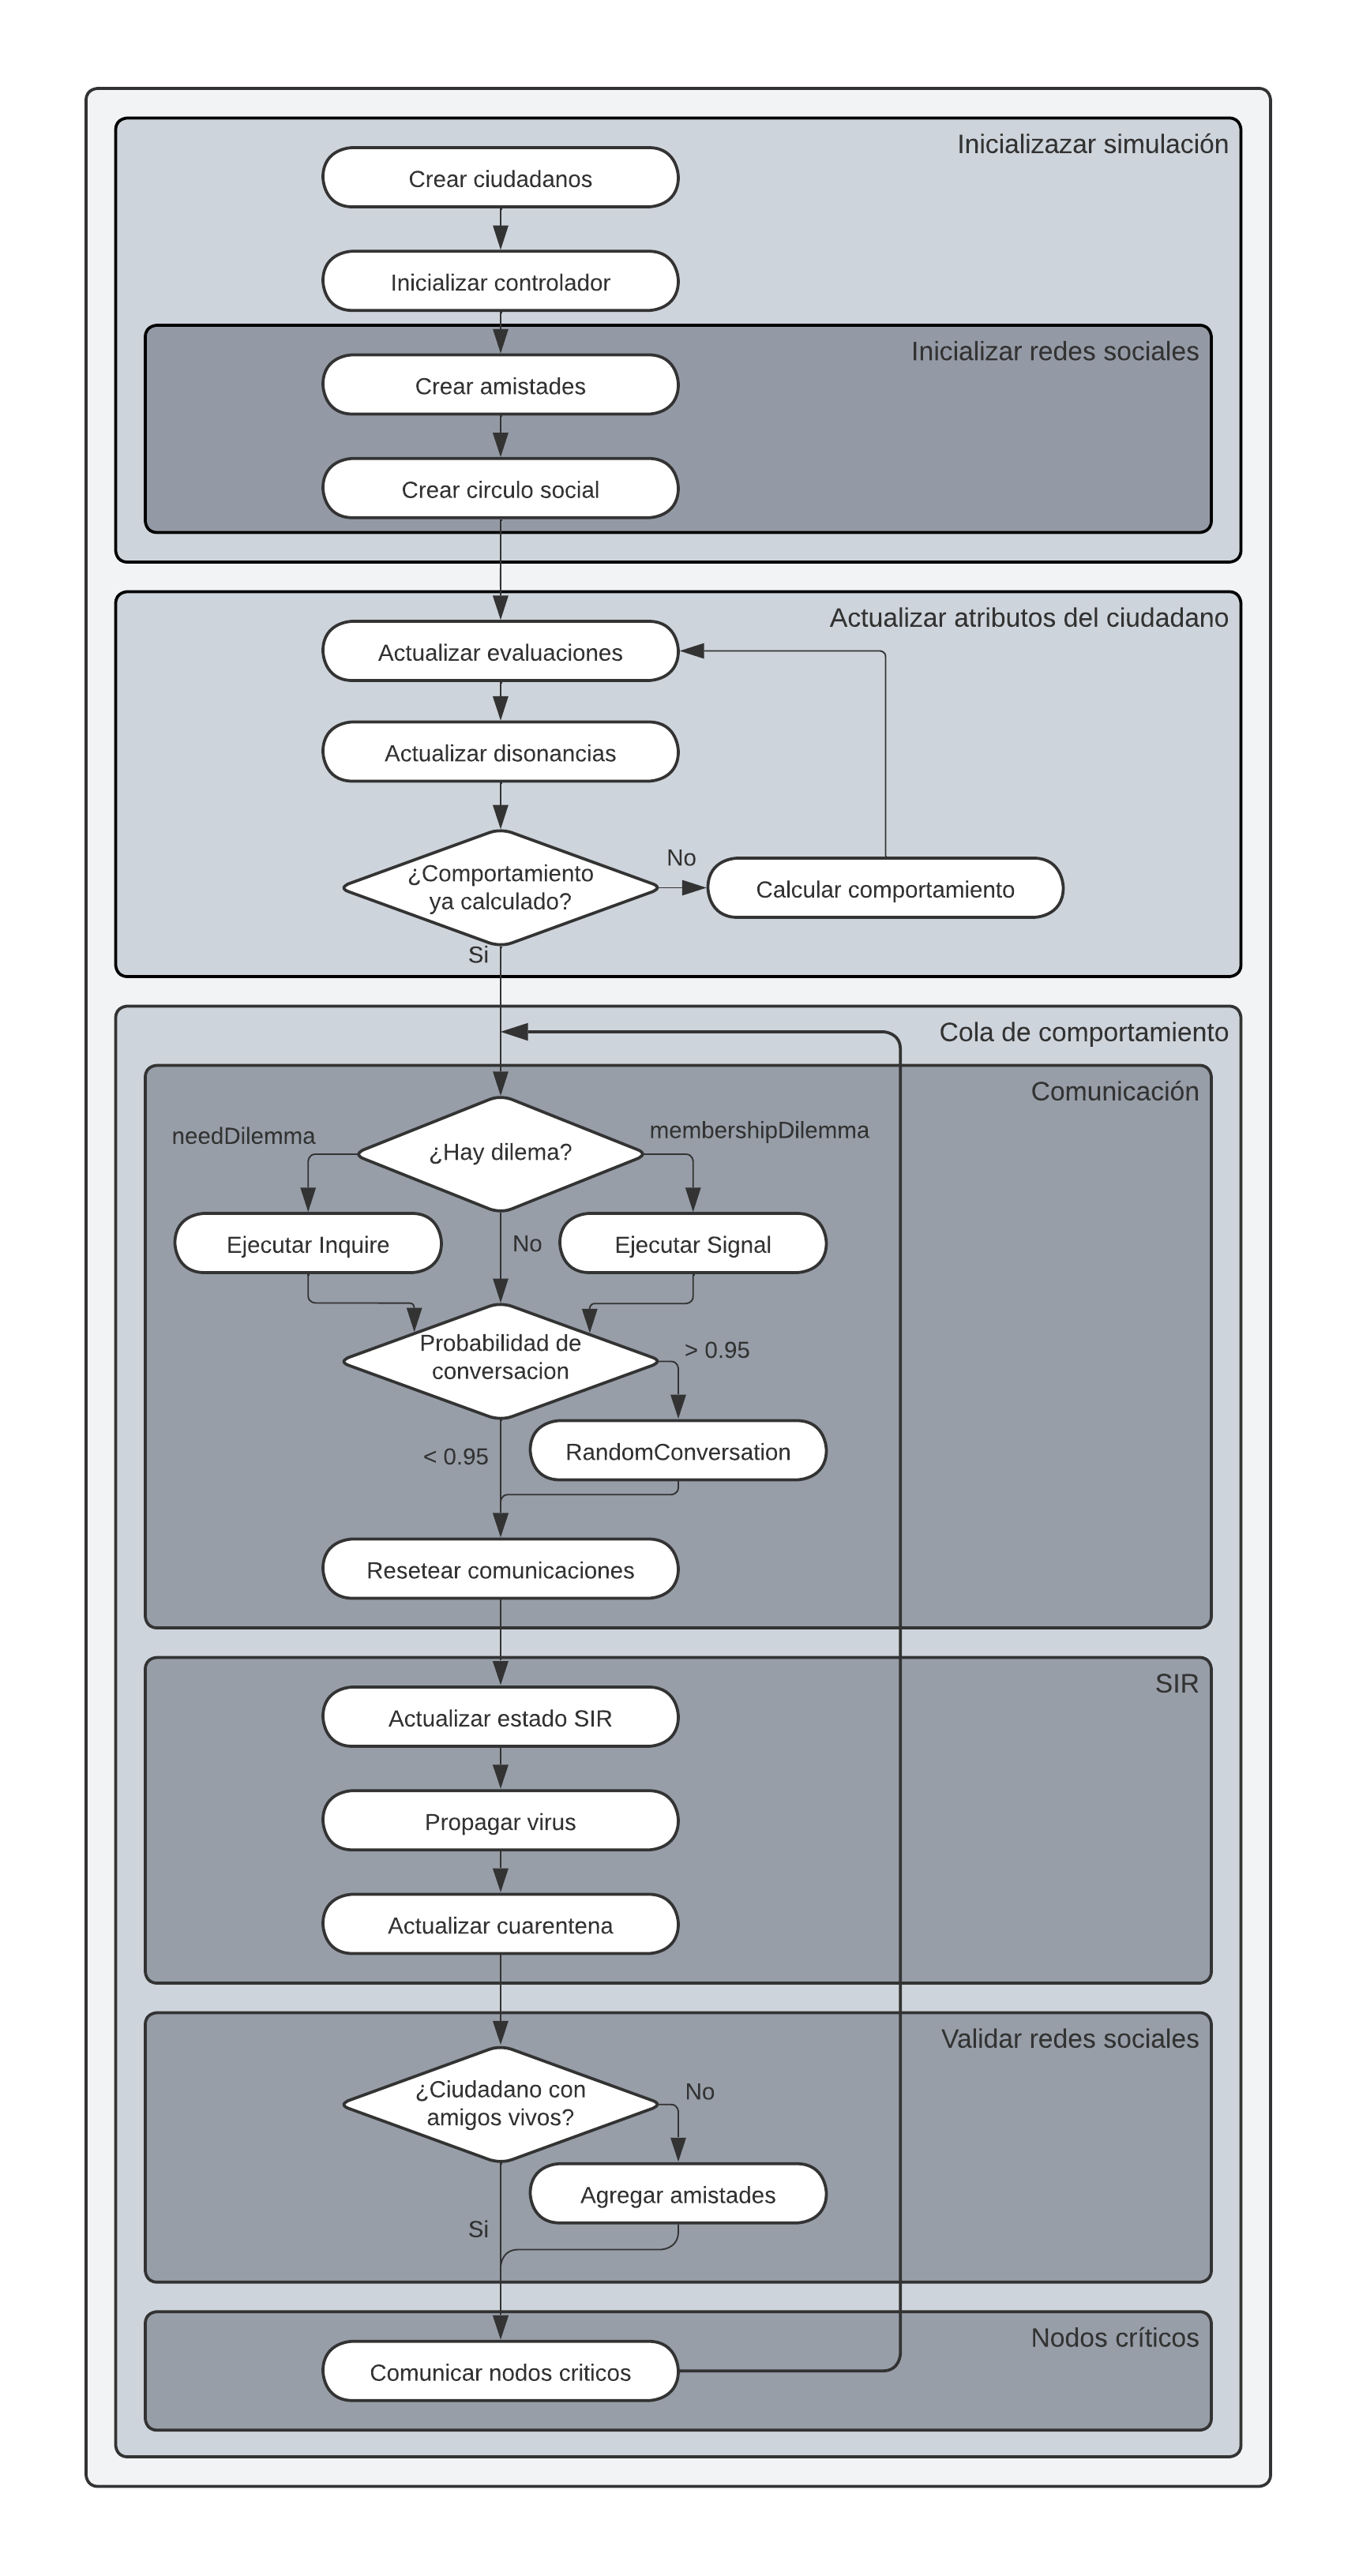 Inicializazar simulación
Crear ciudadanos
Inicializar controlador
Inicializar redes sociales
Crear amistades
Crear circulo social
Actualizar atributos del ciudadano
Actualizar evaluaciones
Actualizar disonancias
¿Comportamiento
ya calculado?
No
Calcular comportamiento
Si
Cola de comportamiento
Comunicación
needDilemma
¿Hay dilema?
membershipDilemma
Ejecutar Inquire
No
Ejecutar Signal
Probabilidad de
conversacion
> 0.95
< 0.95
RandomConversation
Resetear comunicaciones
SIR
Actualizar estado SIR
Propagar virus
Actualizar cuarentena
Validar redes sociales
¿Ciudadano con
amigos vivos?
No
Agregar amistades
Si
Nodos críticos
Comunicar nodos criticos